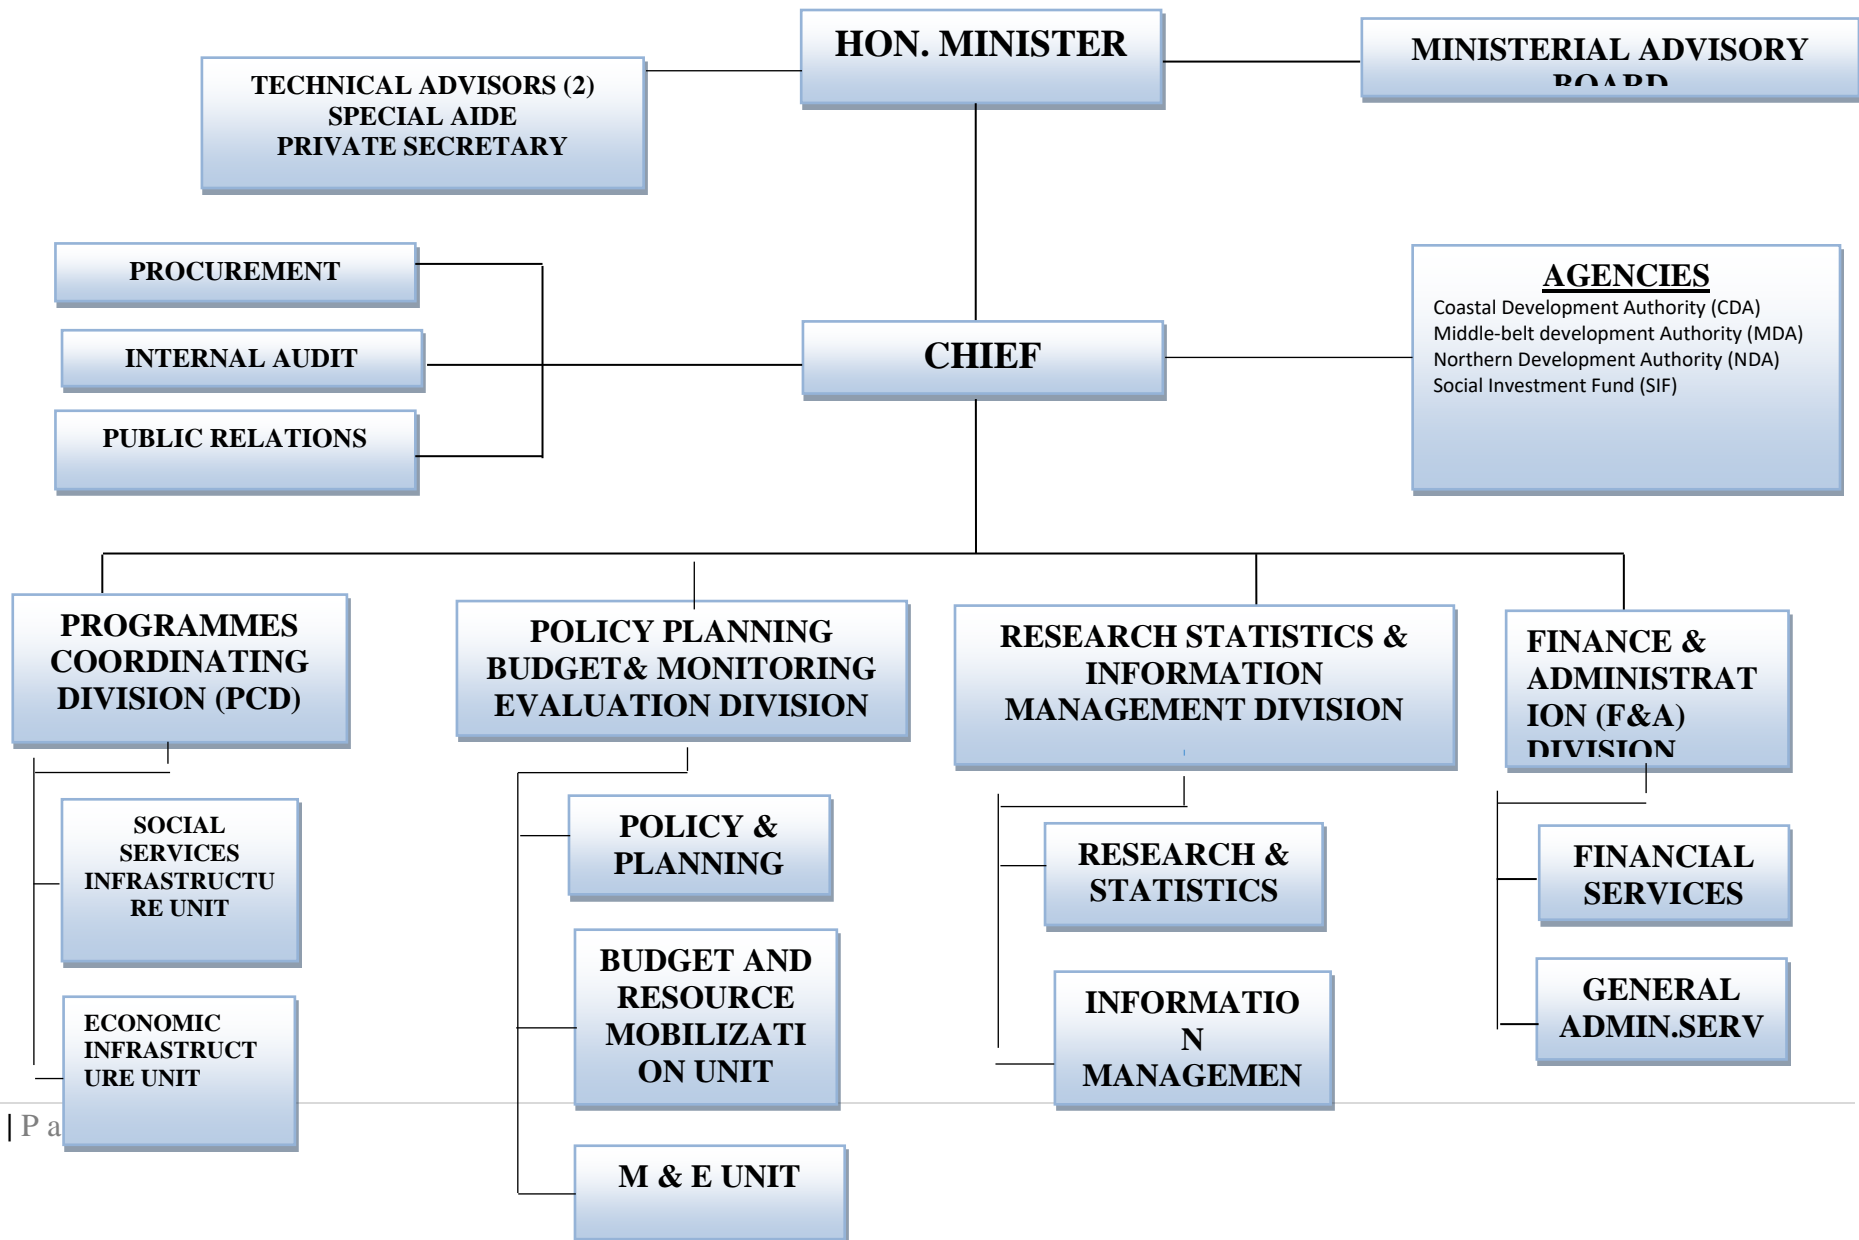 HON. MINISTER
MINISTERIAL ADVISORY
BOARD
TECHNICAL ADVISORS (2)
SPECIAL AIDE
PRIVATE SECRETARY
PROCUREMENT
INTERNAL AUDIT
PUBLIC RELATIONS
CHIEF
AGENCIES
Coastal Development Authority (CDA)
Middle-belt development Authority (MDA)
Northern Development Authority (NDA)
Social Investment Fund (SIF)
PROGRAMMES
COORDINATING
DIVISION (PCD)
POLICY PLANNING
BUDGET& MONITORING
EVALUATION DIVISION
RESEARCH STATISTICS &
INFORMATION
MANAGEMENT DIVISION
FINANCE &
ADMINISTRAT
ION (F&A)
DIVISION
SOCIAL
SERVICES
INFRASTRUCTU
RE UNIT
ECONOMIC
INFRASTRUCT
URE UNIT
POLICY &
PLANNING
BUDGET AND
RESOURCE
MOBILIZATI
ON UNIT
M & E UNIT
RESEARCH &
STATISTICS
INFORMATIO
N
MANAGEMEN
FINANCIAL
SERVICES
GENERAL
ADMIN.SERV
| P a